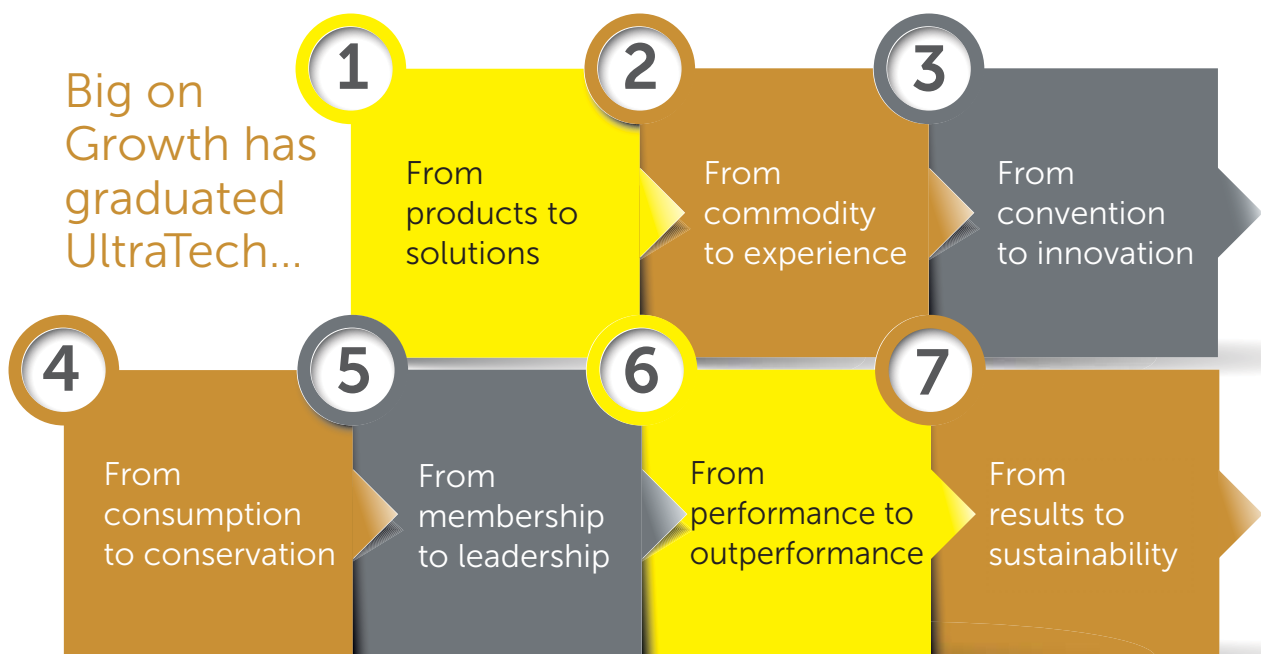 Big on
Growth has
graduated
UltraTech...
1
From
products to
solutions
2
From
commodity
to experience
3
From
convention
to innovation
4
From
consumption
to conservation
5
From
membership
to leadership
6
From
performance to
outperformance
7
From
results to
sustainability